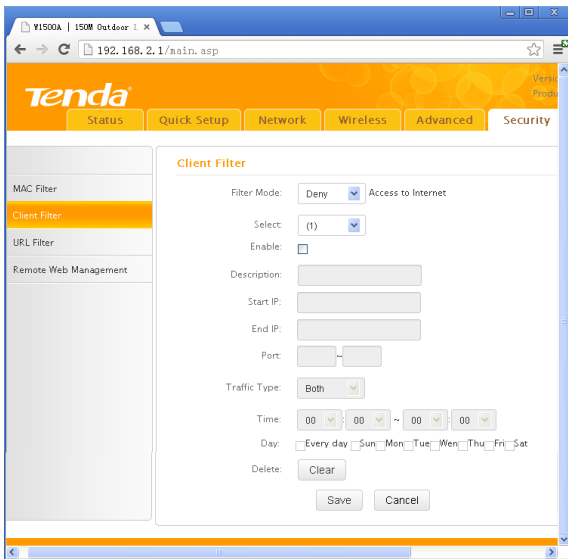 W1500A | 150M Outdoor
192.168.2.1/main.asp
Tenda
Status Quick Setup Network Wireless Advanced Security
Client Filter
MAC Filter
Client Filter
URL Filter
Remote Web Management
Filter Mode: Deny Access to Internet
Select: (1)
Enable:
Description:
Start IP:
End IP:
Port: ~
Traffic Type: Both
Time: 00 : 00 ~ 00 : 00
Day: Every day Sun Mon Tue Wen Thu Fri Sat
Delete: Clear
Save Cancel